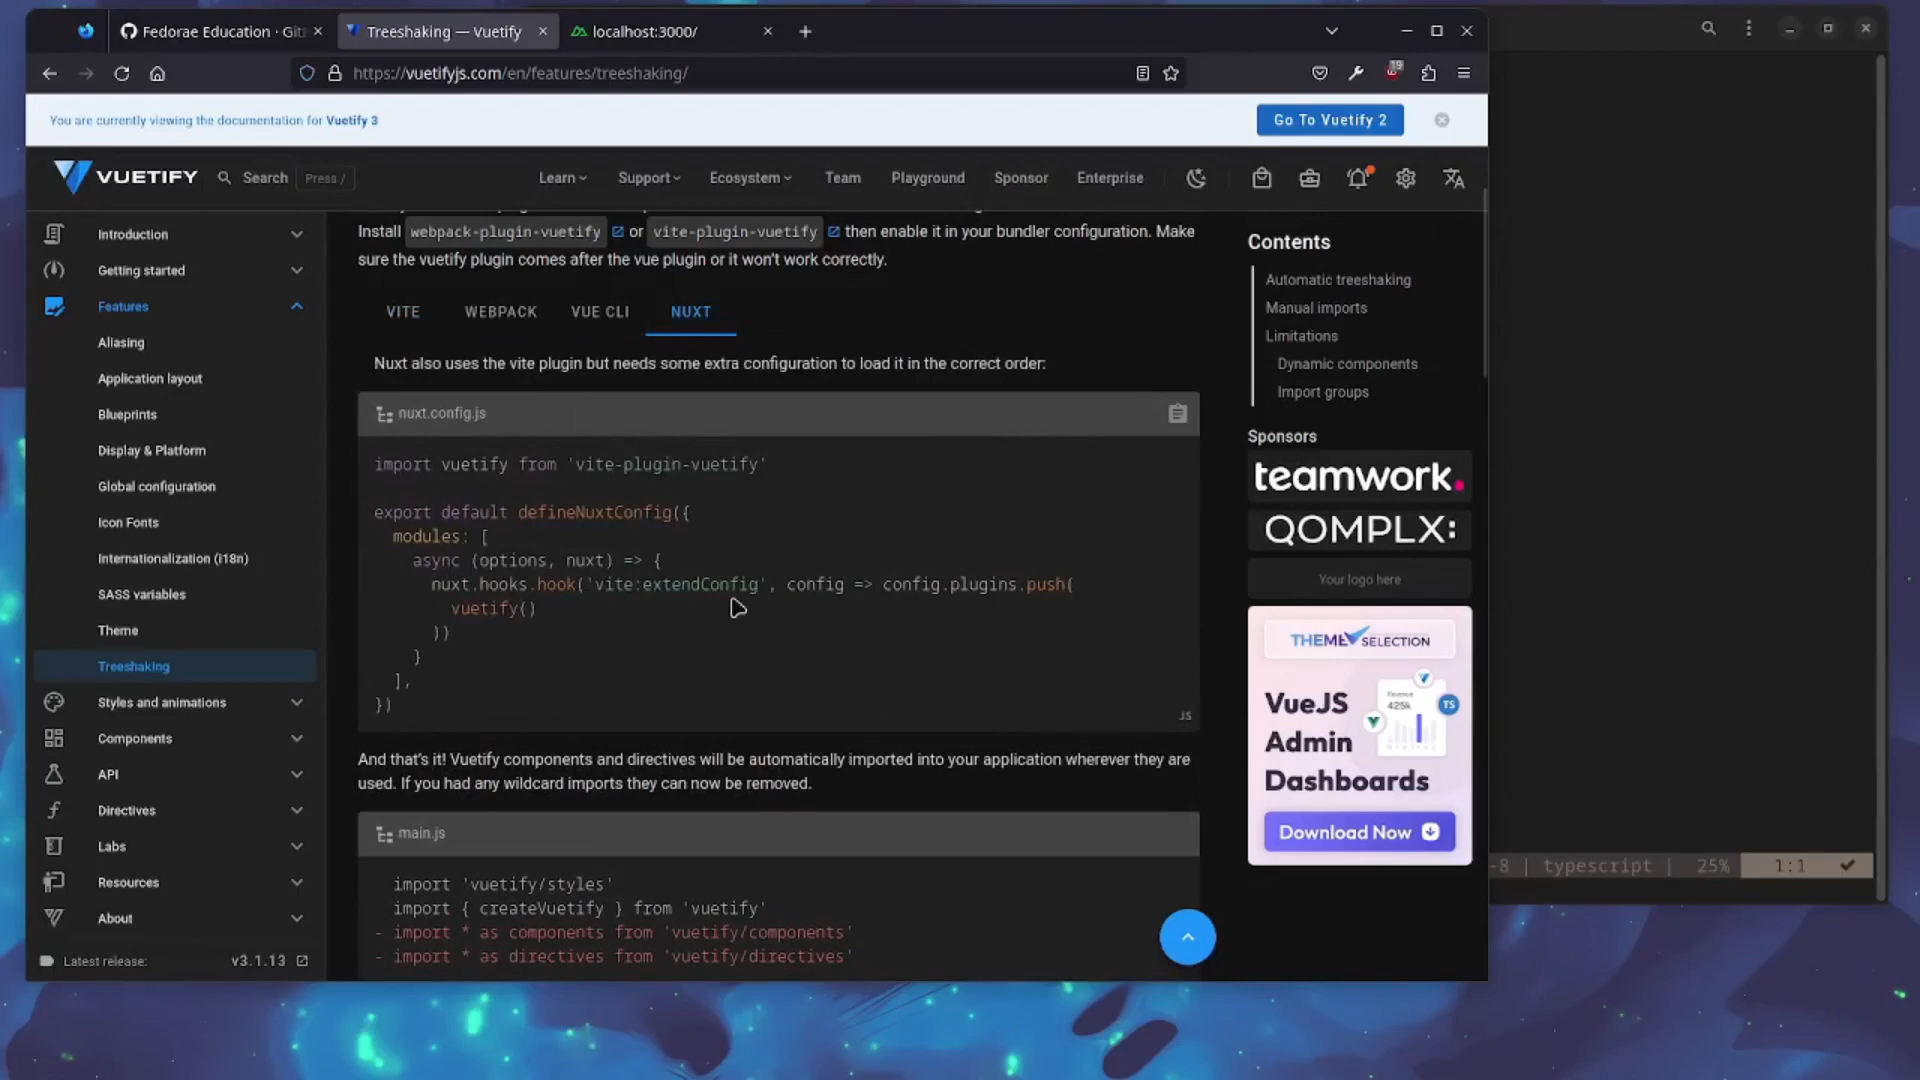 Fedorae Education · Git
Treeshaking — Vuetify
localhost:3000/
https://vuetifyjs.com/en/features/treeshaking/
19
You are currently viewing the documentation for Vuetify 3
Go To Vuetify 2
VUETIFY
Search
Press /
Learn
Support
Ecosystem
Team
Playground
Sponsor
Enterprise
Introduction
Getting started
Features
Aliasing
Application layout
Blueprints
Display & Platform
Global configuration
Icon Fonts
Internationalization (i18n)
SASS variables
Theme
Treeshaking
Styles and animations
Components
API
Directives
Labs
Resources
About
Latest release:
v3.1.13
Install webpack-plugin-vuetify or vite-plugin-vuetify then enable it in your bundler configuration. Make
sure the vuetify plugin comes after the vue plugin or it won't work correctly.
VITE
WEBPACK
VUE CLI
NUXT
Nuxt also uses the vite plugin but needs some extra configuration to load it in the correct order:
nuxt.config.js
import vuetify from 'vite-plugin-vuetify'
export default defineNuxtConfig({
modules: [
async (options, nuxt) => {
nuxt.hooks.hook('vite:extendConfig', config => config.plugins.push(
vuetify()
))
}
],
})
JS
And that's it! Vuetify components and directives will be automatically imported into your application wherever they are
used. If you had any wildcard imports they can now be removed.
main.js
import 'vuetify/styles'
import { createVuetify } from 'vuetify'
- import * as components from 'vuetify/components'
- import * as directives from 'vuetify/directives'
Contents
Automatic treeshaking
Manual imports
Limitations
Dynamic components
Import groups
Sponsors
teamwork.
QOMPLX:
Your logo here
THEME SELECTION
Revenue
425k
TS
VueJS
Admin
Dashboards
Download Now
-8 | typescript | 25% 1:1